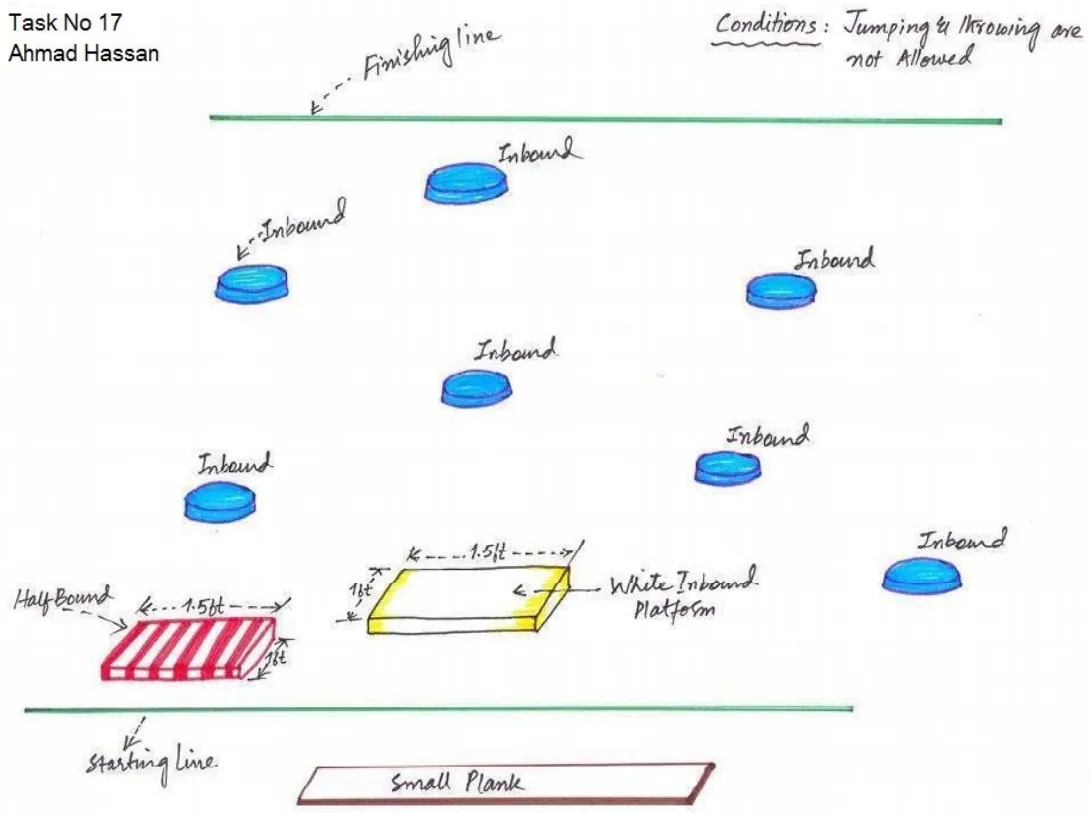 Task No 17
Ahmad Hassan
Conditions: Jumping & Throwing are
not Allowed
Finishing line
Inbound
Inbound
Inbound
Inbound
Inbound
Inbound
Inbound
1.5ft
1ft
White Inbound
Platform
Half Bound
1.5ft
1ft
Starting line
Small Plank